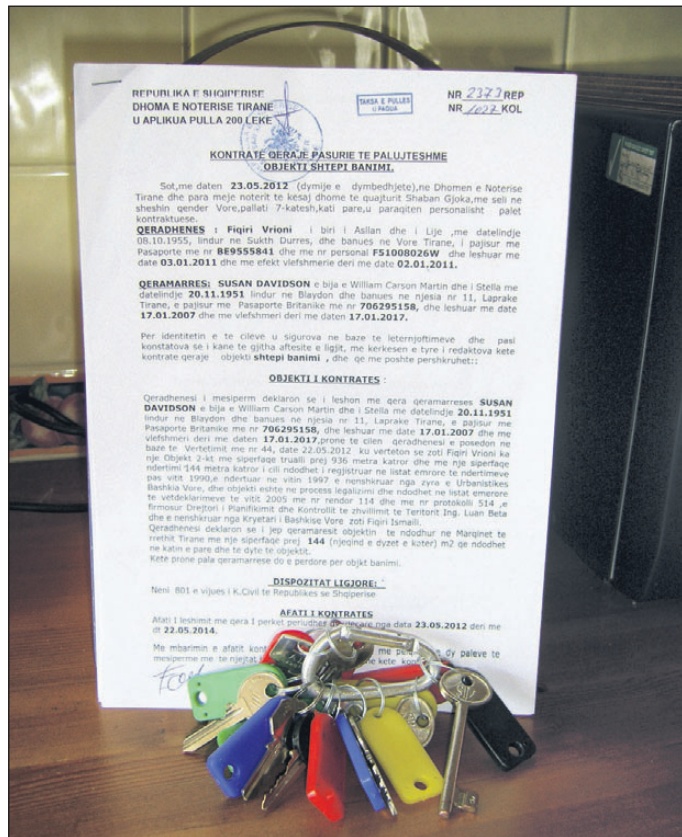 REPUBLIKA E SHQIPERISE
DHOMA E NOTERISE TIRANE
U APLIKUA PULLA 200 LEKE
TAKSA E PULLES
U PAGUA
NR 2373 REP
NR 1027 KOL
KONTRATE QERAJE PASURIE TE PALUJTESHME
OBJEKTI SHTEPI BANIMI.
Sot,me daten 23.05.2012 (dymije e dymbedhjete),ne Dhomen e Noterise
Tirane dhe para meje noterit te kesaj dhome te quajturit Shaban Gjoka,me seli ne
sheshin qender Vore,pallati 7-katesh,kati pare,u paraqiten personalisht palet
kontraktuese.
QERADHENES : Fiqiri Vrioni i biri i Asllan dhe i Lije ,me datelindje
08.10.1955, lindur ne Sukth Durres, dhe banues ne Vore Tirane, i pajisur me
Pasaporte me nr BE9555841 dhe me nr personal F51008026W dhe leshuar me
date 03.01.2011 dhe me efekt vlefshmerie deri me date 02.01.2011.
QERAMARRES: SUSAN DAVIDSON e bija e William Carson Martin dhe i Stella me
datelindje 20.11.1951 lindur ne Blaydon dhe banues ne njesia nr 11, Laprake
Tirane, e pajisur me Pasaporte Britanike me nr 706295158, dhe leshuar me date
17.01.2007 dhe me vlefshmeri deri me daten 17.01.2017.
Per identitetin e te cileve u sigurova ne baze te leternjoftimeve dhe pasi
konstatova se i kane te gjitha aftesite e ligjit, me kerkesen e tyre i redaktova kete
kontrate qeraje objekti shtepi banimi , dhe qe me poshte pershkruhet::
OBJEKTI I KONTRATES :
Qeradhenesi i mesiperm deklaron se i leshon me qera qeramarreses SUSAN
DAVIDSON e bija e William Carson Martin dhe i Stella me datelindje 20.11.1951
lindur ne Blaydon dhe banues ne njesia nr 11, Laprake Tirane, e pajisur me
Pasaporte Britanike me nr 706295158, dhe leshuar me date 17.01.2007 dhe me
vlefshmeri deri me daten 17.01.2017,prone te cilen qeradhenesi e posedon ne
baze te Vertetimit me nr 44, date 22.05.2012 ku verteton se zoti Fiqiri Vrioni ka
nje Objekt 2-kt me siperfaqe trualli prej 936 metra katror dhe me nje siperfaqe
ndertimi 144 metra katror i cili ndodhet i regjistruar ne listat emrore te ndertimeve
pas vitit 1990,e ndertuar ne vitin 1997 e nenshkruar nga zyra e Urbanistikes
Bashkia Vore, dhe objekti eshte ne process legalizimi dhe ndodhet ne listat emerore
te vetdeklarimeve te vitit 2005 me nr rendor 114 dhe me nr protokolli 514 ,e
firmosur Drejtori i Planifikimit dhe Kontrollit te zhvillimit te Teritorit Ing. Luan Beta
dhe e nenshkruar nga Kryetari i Bashkise Vore zoti Fiqiri Ismaili.
Qeradhenesi deklaron se i jep qeramaresit objektin te ndodhur ne Marqinet te
rrethit Tirane me nje siperfaqe prej 144 (njeqind e dyzet e kater) m2 qe ndodhet
ne katin e pare dhe te dyte te objektit.
Kete prone pala qeramarrese do e perdore per objkt banimi.
DISPOZITAT LIGJORE:
Neni 801 e vijues i K.Civil te Republikes se Shqiperise
AFATI I KONTRATES
Afati I leshimit me qera I perket periudhes dy vjecare nga data 23.05.2012 deri me
dt 22.05.2014.
Me mbarimin e afatit dy paleve te
mesiperme me te njejtat kete